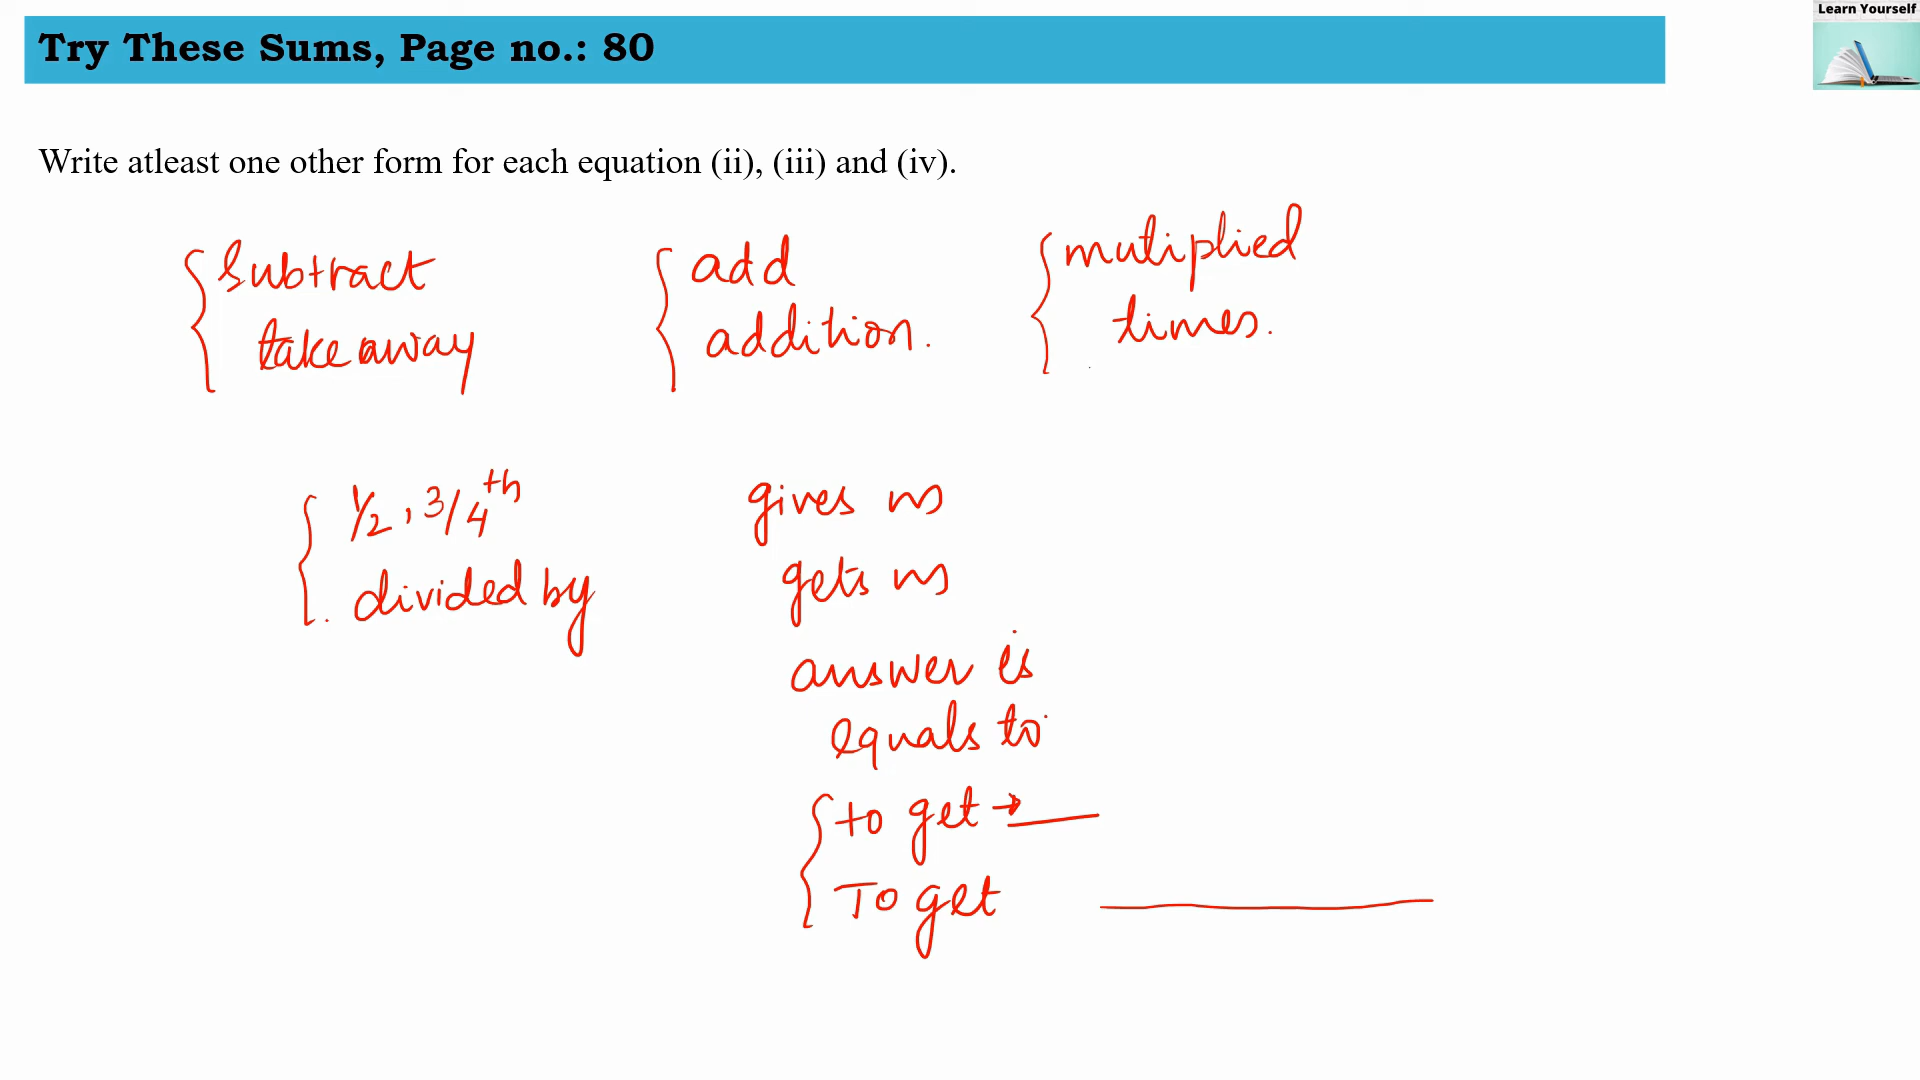 Learn Yourself
Try These Sums, Page no.: 80
Write atleast one other form for each equation (ii), (iii) and (iv).
subtract
take away
add
addition.
mutiplied
times.
1/2, 3/4th
divided by
gives us
gets us
answer is
equals to
to get →
To get